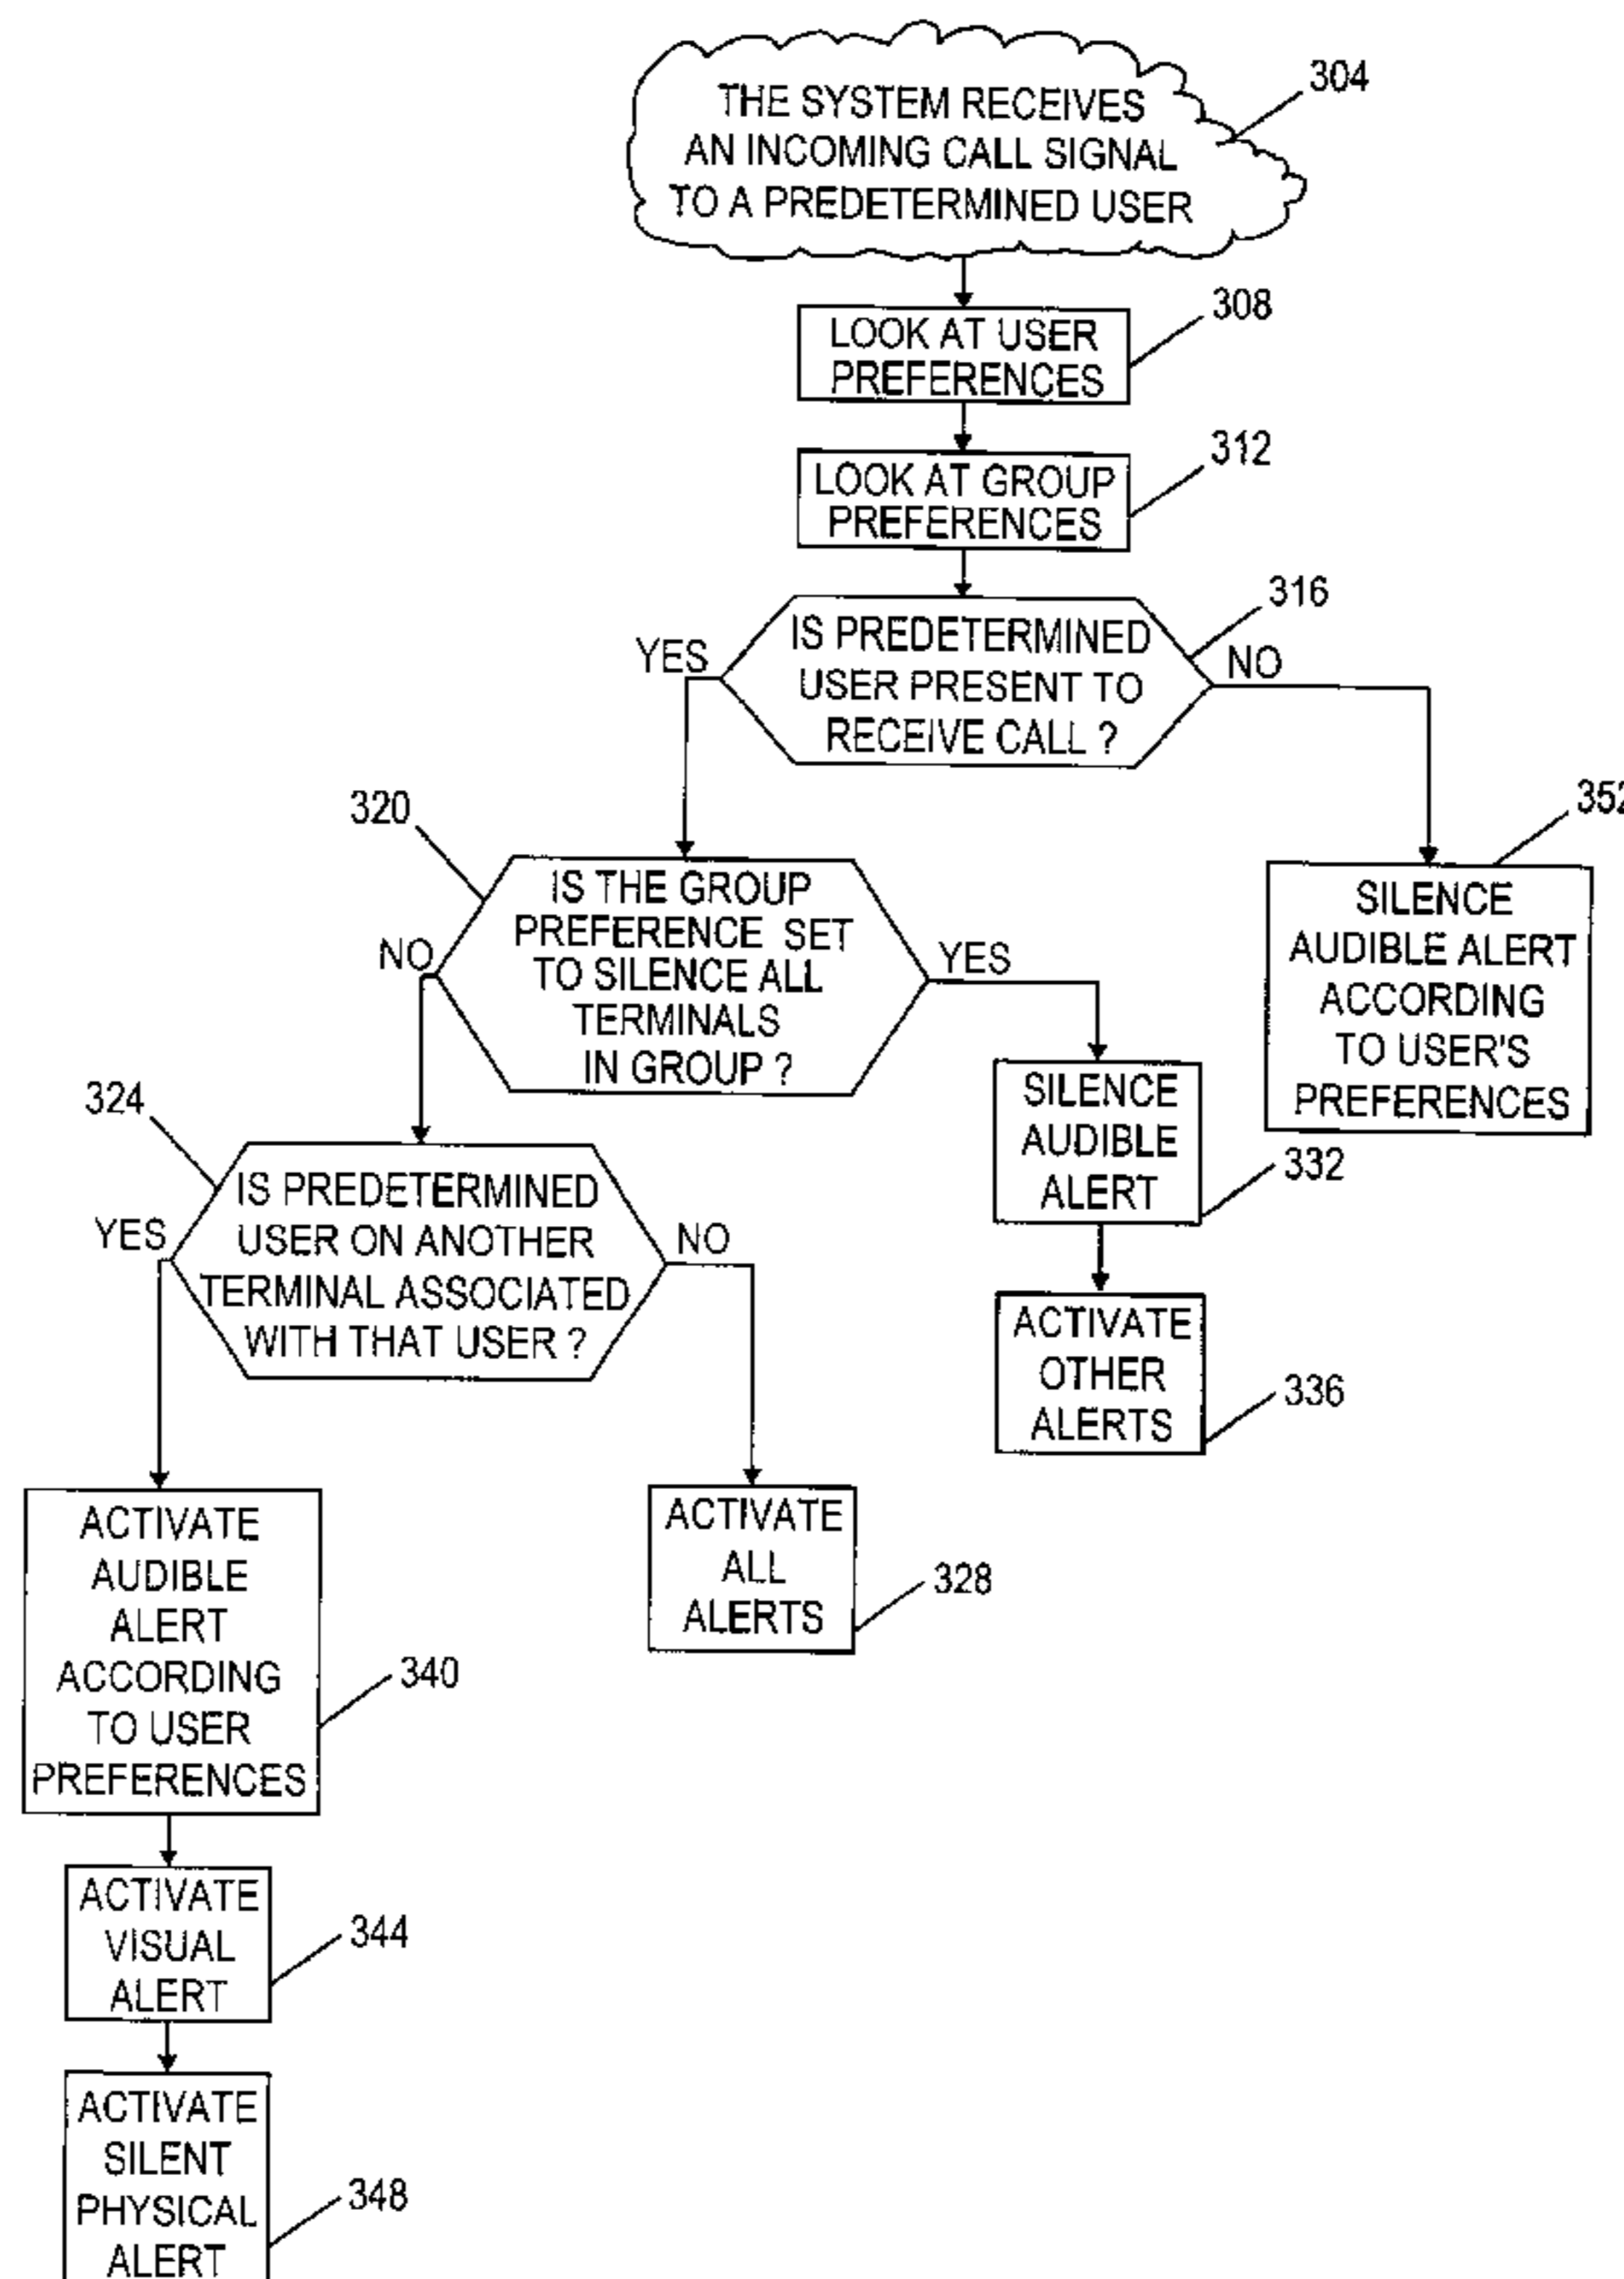 THE SYSTEM RECEIVES
AN INCOMING CALL SIGNAL
TO A PREDETERMINED USER
304
LOOK AT USER
PREFERENCES
308
LOOK AT GROUP
PREFERENCES
312
IS PREDETERMINED
USER PRESENT TO
RECEIVE CALL ?
316
YES
NO
320
IS THE GROUP
PREFERENCE SET
TO SILENCE ALL
TERMINALS
IN GROUP ?
NO
YES
352
SILENCE
AUDIBLE ALERT
ACCORDING
TO USER'S
PREFERENCES
324
IS PREDETERMINED
USER ON ANOTHER
TERMINAL ASSOCIATED
WITH THAT USER ?
YES
NO
SILENCE
AUDIBLE
ALERT
332
ACTIVATE
OTHER
ALERTS
336
ACTIVATE
AUDIBLE
ALERT
ACCORDING
TO USER
PREFERENCES
340
ACTIVATE
ALL
ALERTS
328
ACTIVATE
VISUAL
ALERT
344
ACTIVATE
SILENT
PHYSICAL
ALERT
348